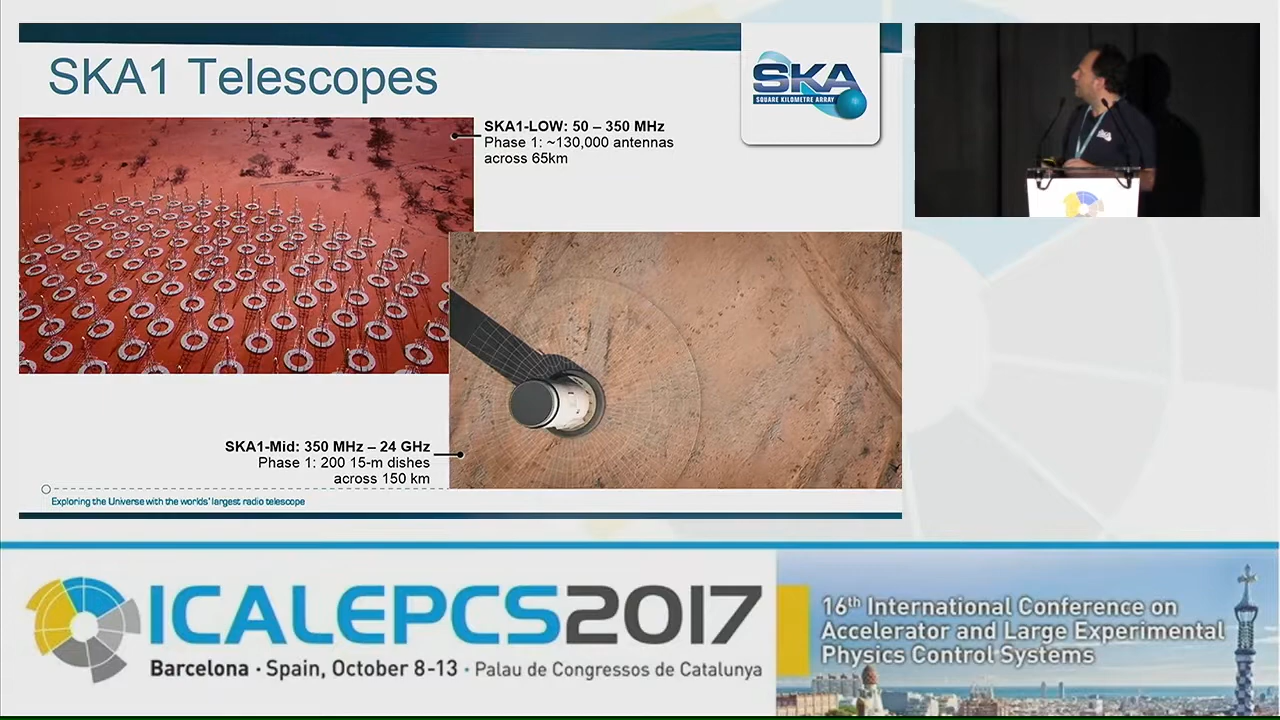 SKA1 Telescopes
SKA
SQUARE KILOMETRE ARRAY
SKA1-LOW: 50 – 350 MHz
Phase 1: ~130,000 antennas
across 65km
SKA1-Mid: 350 MHz – 24 GHz
Phase 1: 200 15-m dishes
across 150 km
Exploring the Universe with the worlds' largest radio telescope
ICALEPCS2017
Barcelona · Spain, October 8-13 · Palau de Congressos de Catalunya
16th International Conference on
Accelerator and Large Experimental
Physics Control Systems